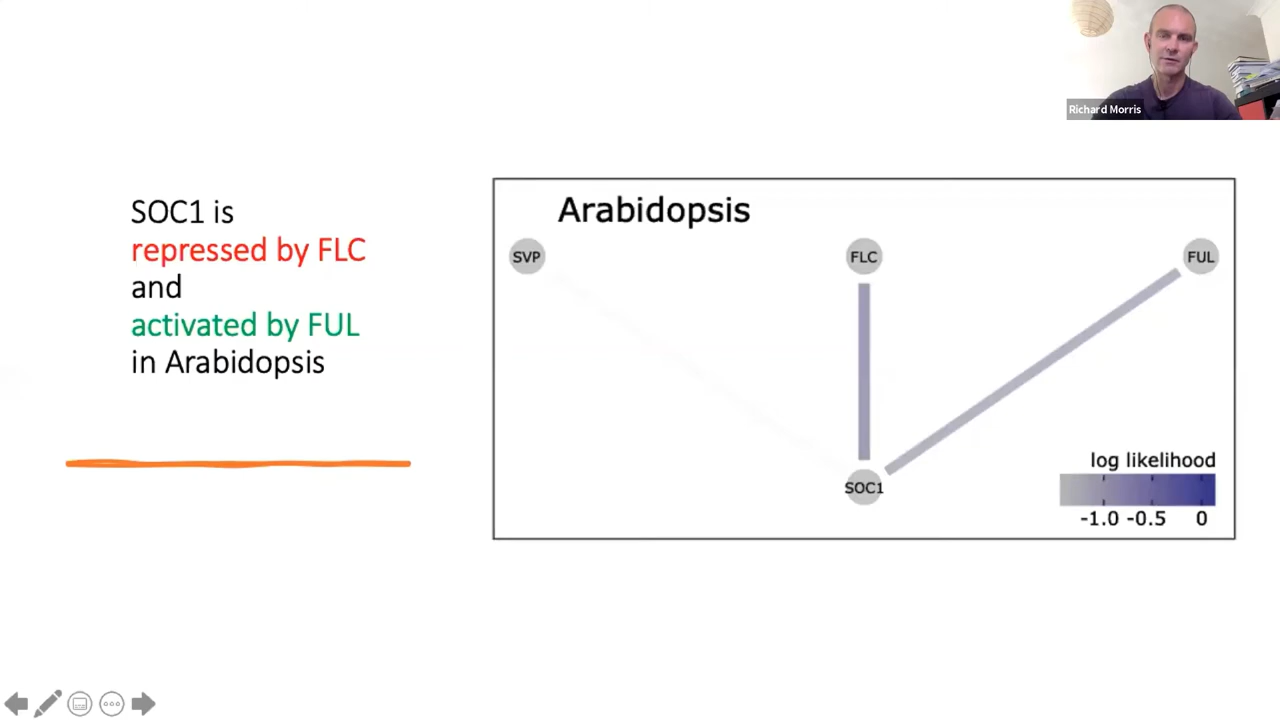 Richard Morris
SOC1 is
repressed by FLC
and
activated by FUL
in Arabidopsis
Arabidopsis
SVP
FLC
FUL
SOC1
log likelihood
-1.0 -0.5 0